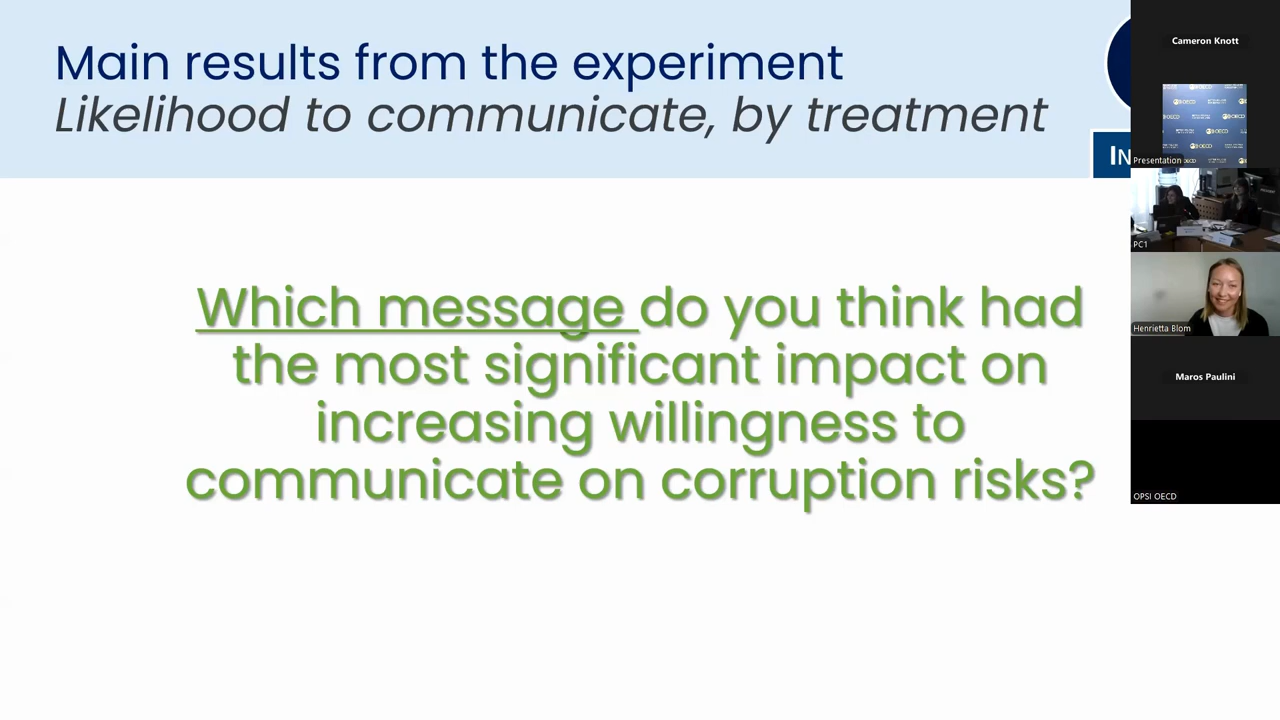 Main results from the experiment
Likelihood to communicate, by treatment
Which message do you think had
the most significant impact on
increasing willingness to
communicate on corruption risks?
Cameron Knott
OECD
Presentation
PC1
Henrietta Blom
Maros Paulini
OPSI OECD